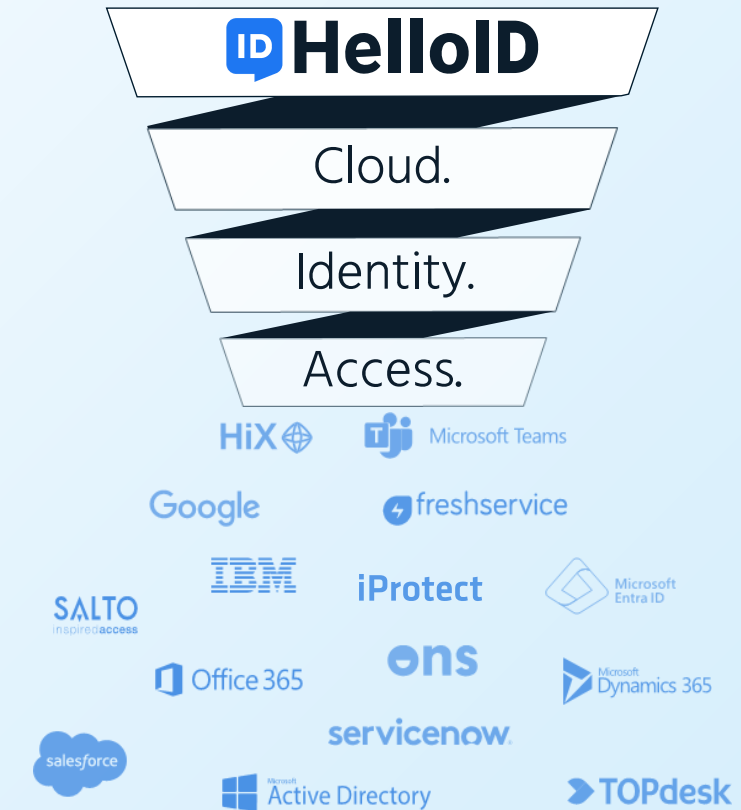 ID HelloID
Cloud.
Identity.
Access.
HiX
T Microsoft Teams
Google
freshservice
IBM
iProtect
Microsoft
Entra ID
SALTO
inspiredaccess
ons
Office 365
Microsoft
Dynamics 365
servicenow.
salesforce
Microsoft
Active Directory
TOPdesk